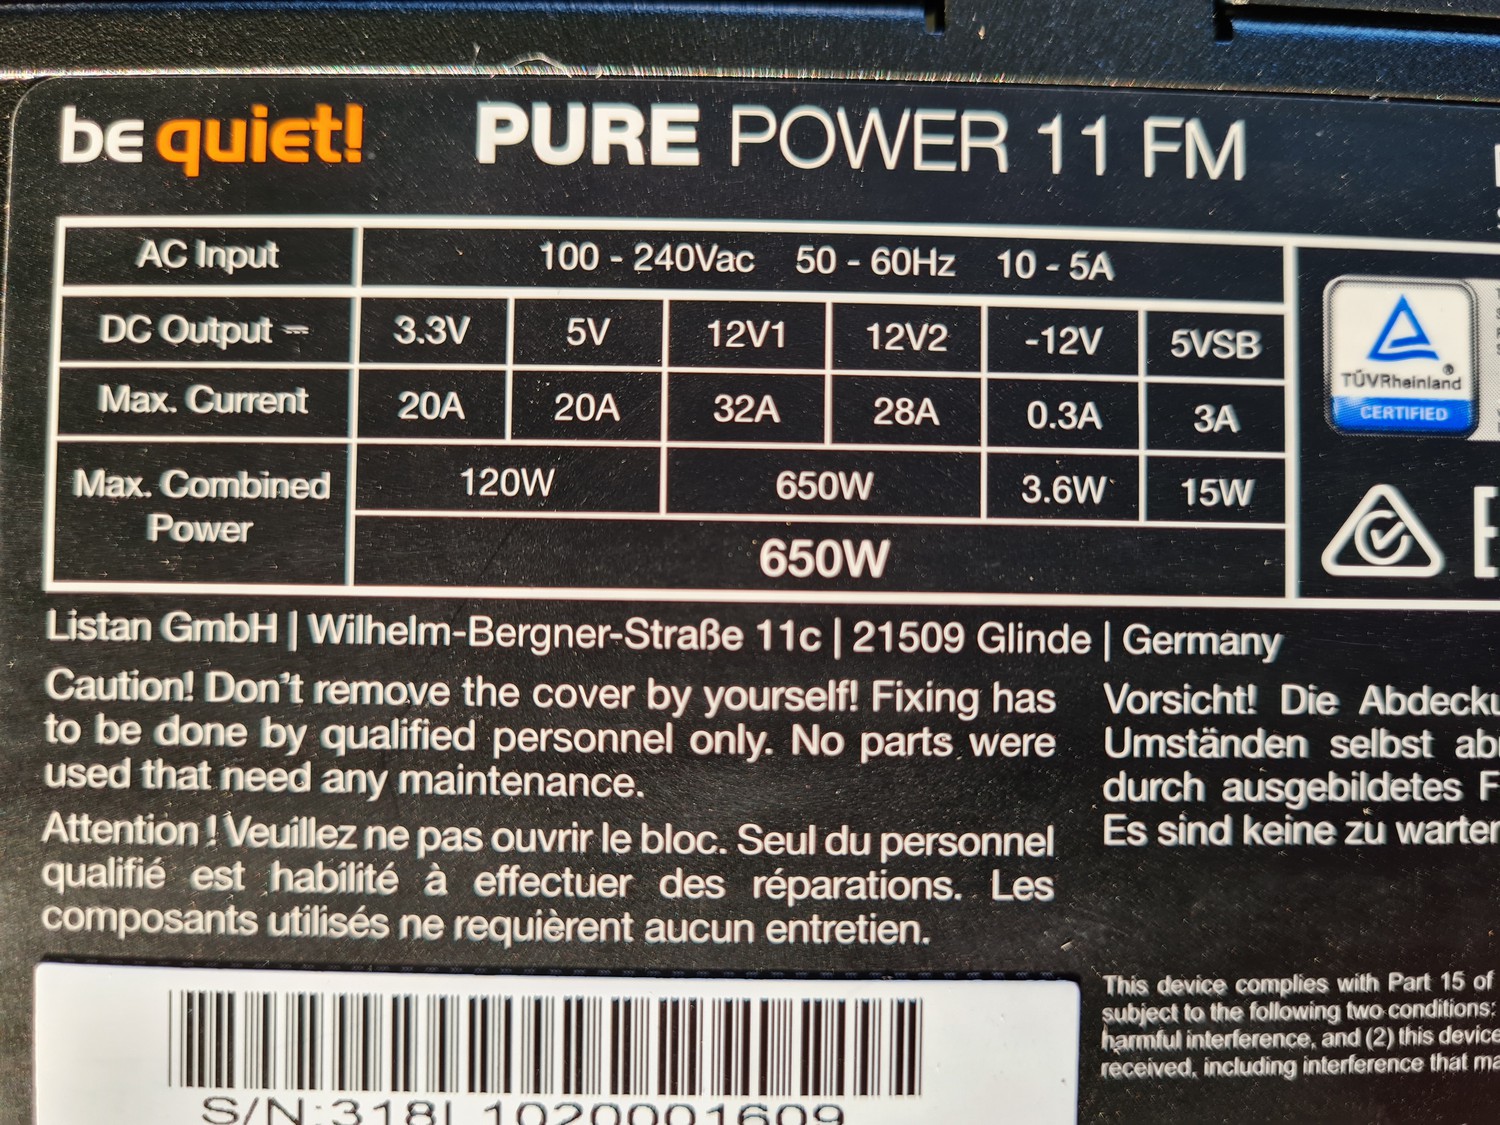 be quiet! PURE POWER 11 FM
AC Input 100 - 240Vac 50 - 60Hz 10 - 5A
DC Output 3.3V 5V 12V1 12V2 -12V 5VSB
Max. Current 20A 20A 32A 28A 0.3A 3A
Max. Combined Power 120W 650W 3.6W 15W
650W
TÜVRheinland®
CERTIFIED
Listan GmbH | Wilhelm-Bergner-Straße 11c | 21509 Glinde | Germany
Caution! Don't remove the cover by yourself! Fixing has
to be done by qualified personnel only. No parts were
used that need any maintenance.
Attention ! Veuillez ne pas ouvrir le bloc. Seul du personnel
qualifié est habilité à effectuer des réparations. Les
composants utilisés ne requièrent aucun entretien.
Vorsicht! Die Abdecku
Umständen selbst ab
durch ausgebildetes F
Es sind keine zu warten
This device complies with Part 15 of
subject to the following two conditions:
harmful interference, and (2) this device
received, including interference that ma
S/N:318L1020001609